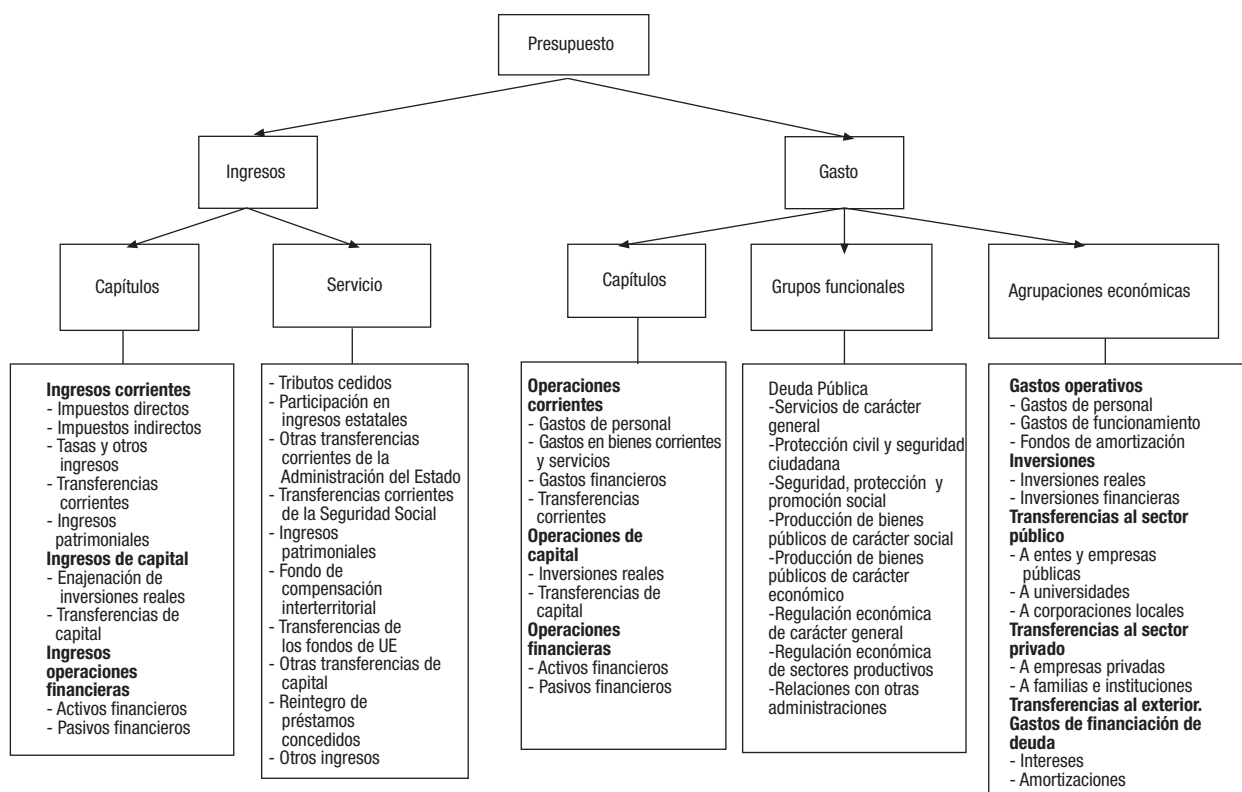 Presupuesto
Ingresos
Gasto
Capítulos
Servicio
Capítulos
Grupos funcionales
Agrupaciones económicas
Ingresos corrientes
- Impuestos directos
- Impuestos indirectos
- Tasas y otros
ingresos
- Transferencias
corrientes
- Ingresos
patrimoniales
Ingresos de capital
- Enajenación de
inversiones reales
- Transferencias de
capital
Ingresos
operaciones
financieras
- Activos financieros
- Pasivos financieros
- Tributos cedidos
- Participación en
ingresos estatales
- Otras transferencias
corrientes de la
Administración del Estado
- Transferencias corrientes
de la Seguridad Social
- Ingresos
patrimoniales
- Fondo de
compensación
interterritorial
- Transferencias de
los fondos de UE
- Otras transferencias de
capital
- Reintegro de
préstamos
concedidos
- Otros ingresos
Operaciones
corrientes
- Gastos de personal
- Gastos en bienes corrientes
y servicios
- Gastos financieros
- Transferencias
corrientes
Operaciones de
capital
- Inversiones reales
- Transferencias de
capital
Operaciones
financieras
- Activos financieros
- Pasivos financieros
Deuda Pública
-Servicios de carácter
general
-Protección civil y seguridad
ciudadana
-Seguridad, protección y
promoción social
-Producción de bienes
públicos de carácter social
-Producción de bienes
públicos de carácter
económico
-Regulación económica
de carácter general
-Regulación económica
de sectores productivos
-Relaciones con otras
administraciones
Gastos operativos
- Gastos de personal
- Gastos de funcionamiento
- Fondos de amortización
Inversiones
- Inversiones reales
- Inversiones financieras
Transferencias al sector
público
- A entes y empresas
públicas
- A universidades
- A corporaciones locales
Transferencias al sector
privado
- A empresas privadas
- A familias e instituciones
Transferencias al exterior.
Gastos de financiación de
deuda
- Intereses
- Amortizaciones